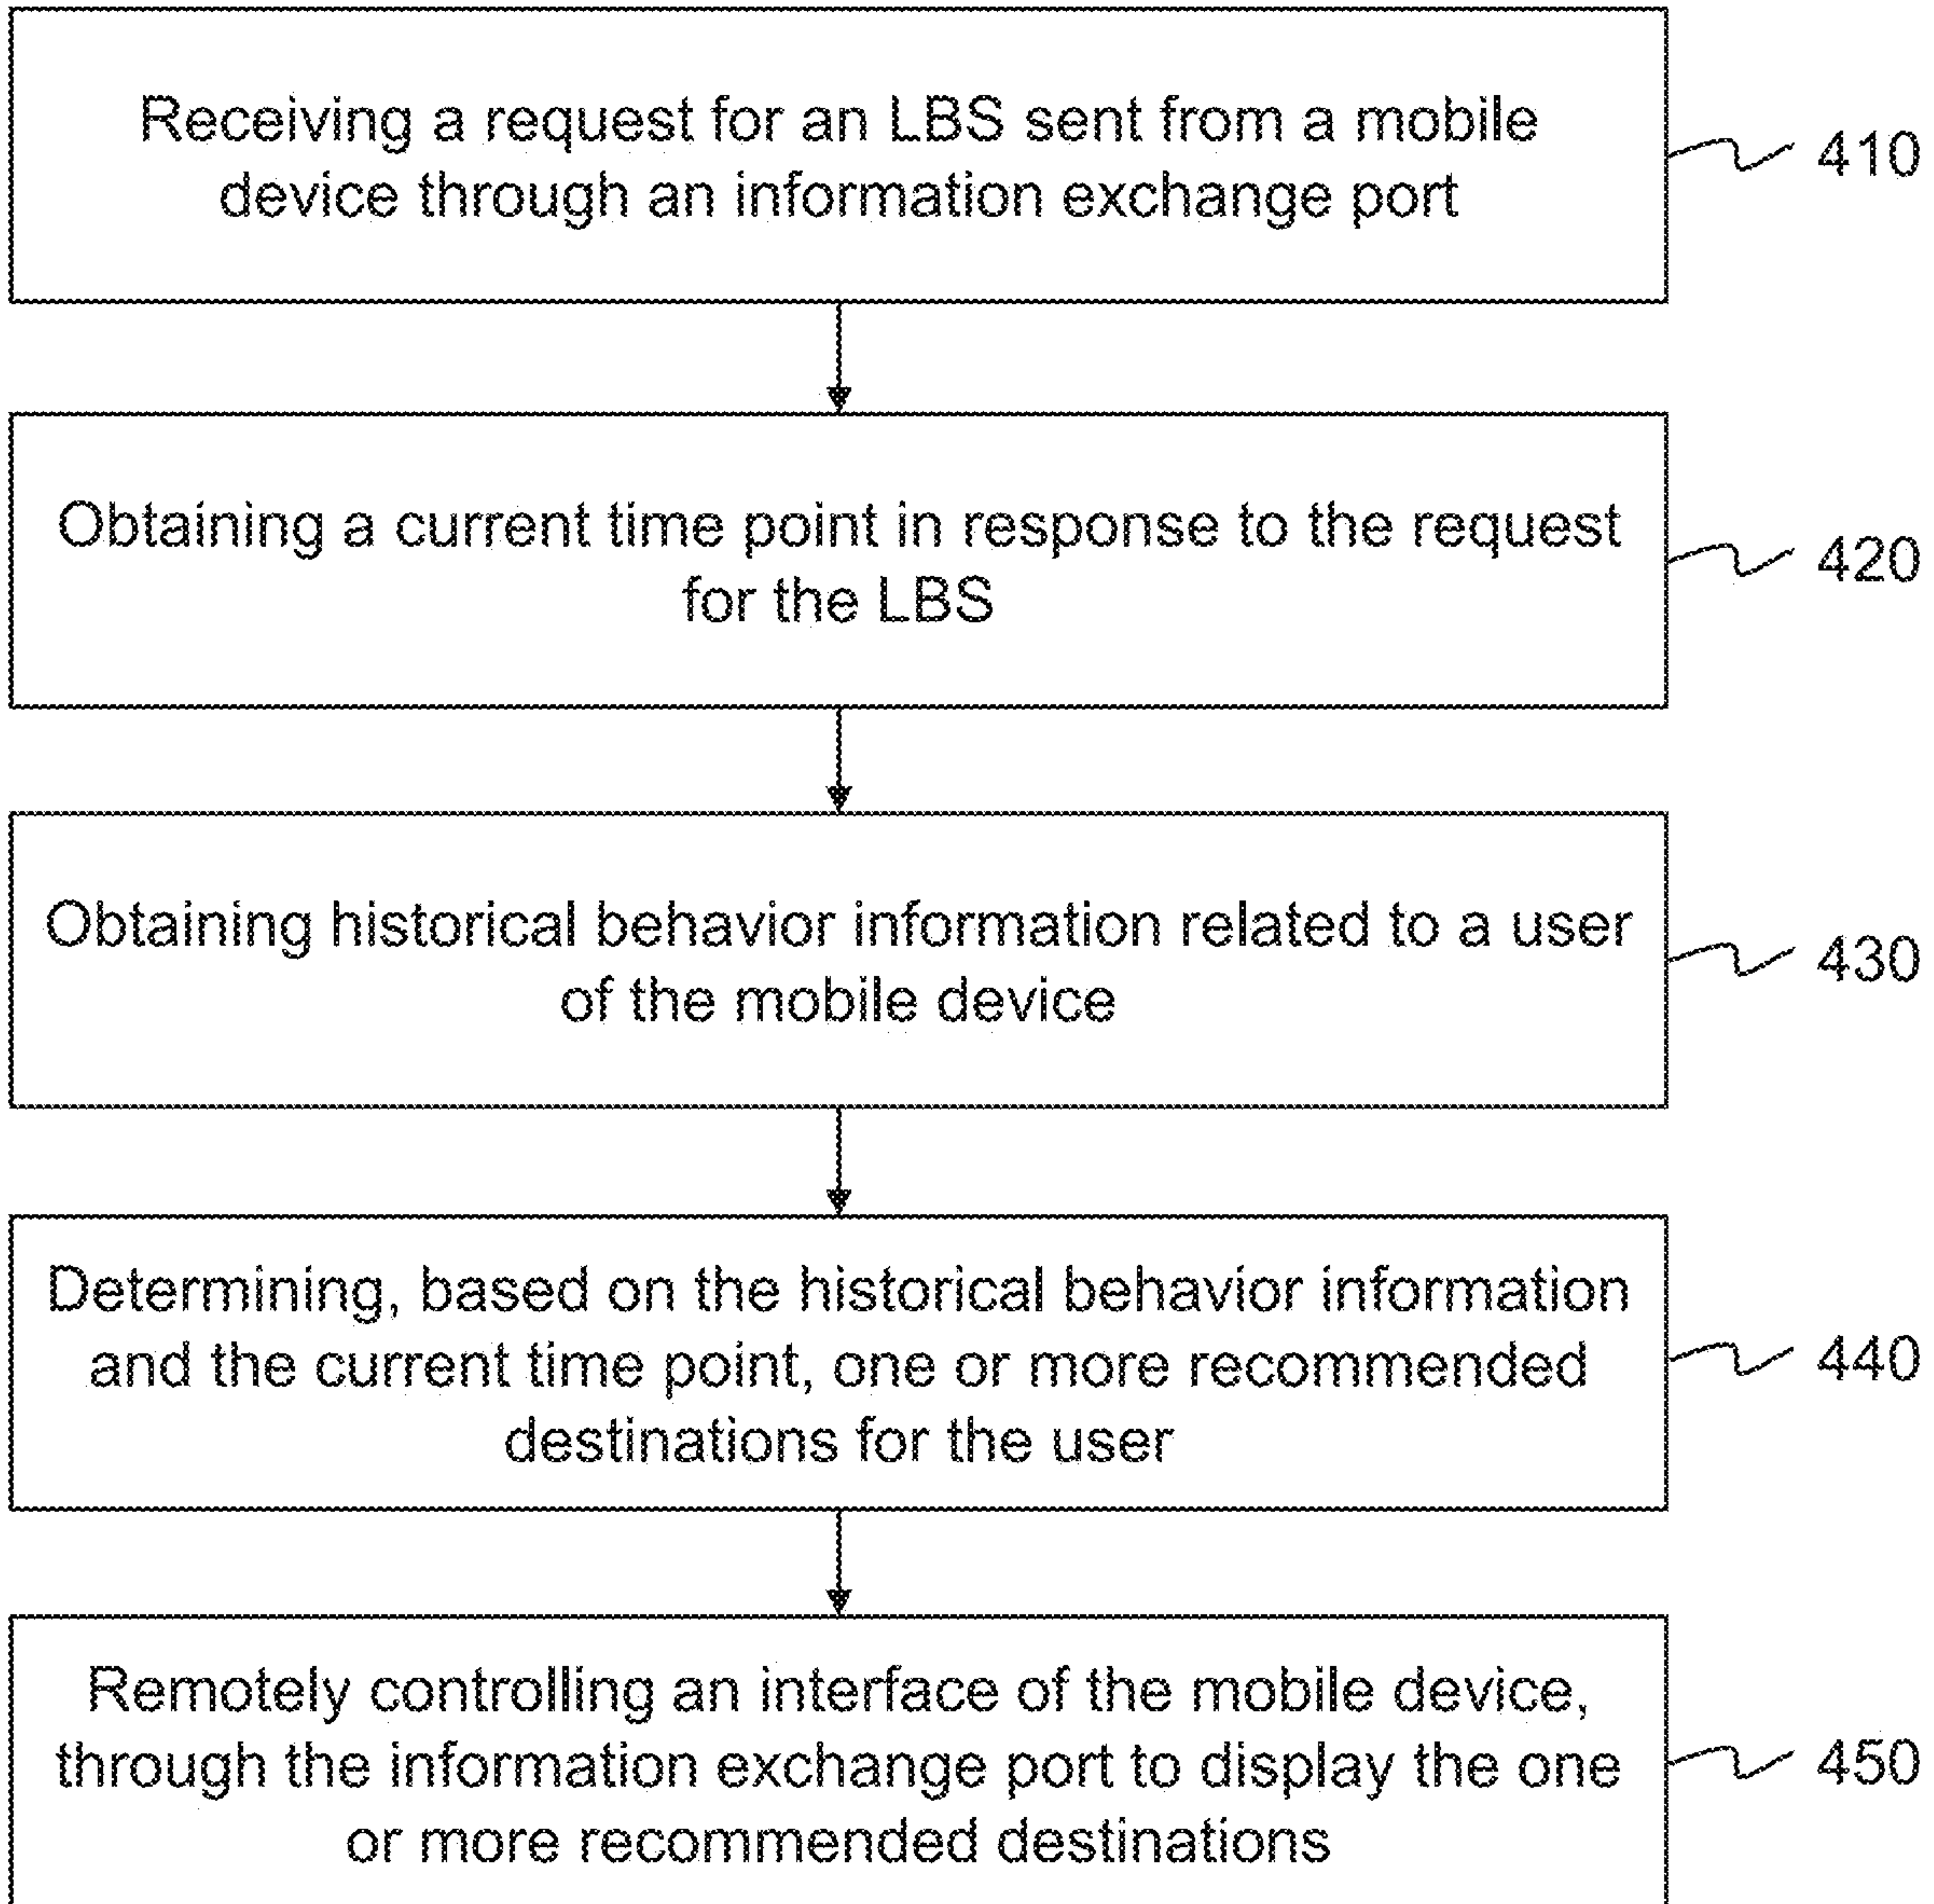 Receiving a request for an LBS sent from a mobile
device through an information exchange port
410
Obtaining a current time point in response to the request
for the LBS
420
Obtaining historical behavior information related to a user
of the mobile device
430
Determining, based on the historical behavior information
and the current time point, one or more recommended
destinations for the user
440
Remotely controlling an interface of the mobile device,
through the information exchange port to display the one
or more recommended destinations
450